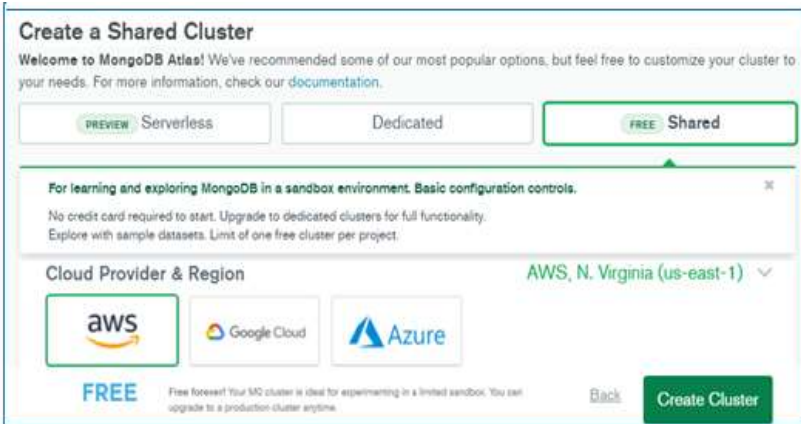 Create a Shared Cluster
Welcome to MongoDB Atlas! We've recommended some of our most popular options, but feel free to customize your cluster to
your needs. For more information, check our documentation.
PREVIEW Serverless
Dedicated
FREE Shared
For learning and exploring MongoDB in a sandbox environment. Basic configuration controls.
No credit card required to start. Upgrade to dedicated clusters for full functionality.
Explore with sample datasets. Limit of one free cluster per project.
Cloud Provider & Region
AWS, N. Virginia (us-east-1)
aws
Google Cloud
Azure
FREE
Free forever! Your M0 cluster is ideal for experimenting in a limited sandbox. You can
upgrade to a production cluster anytime.
Back
Create Cluster